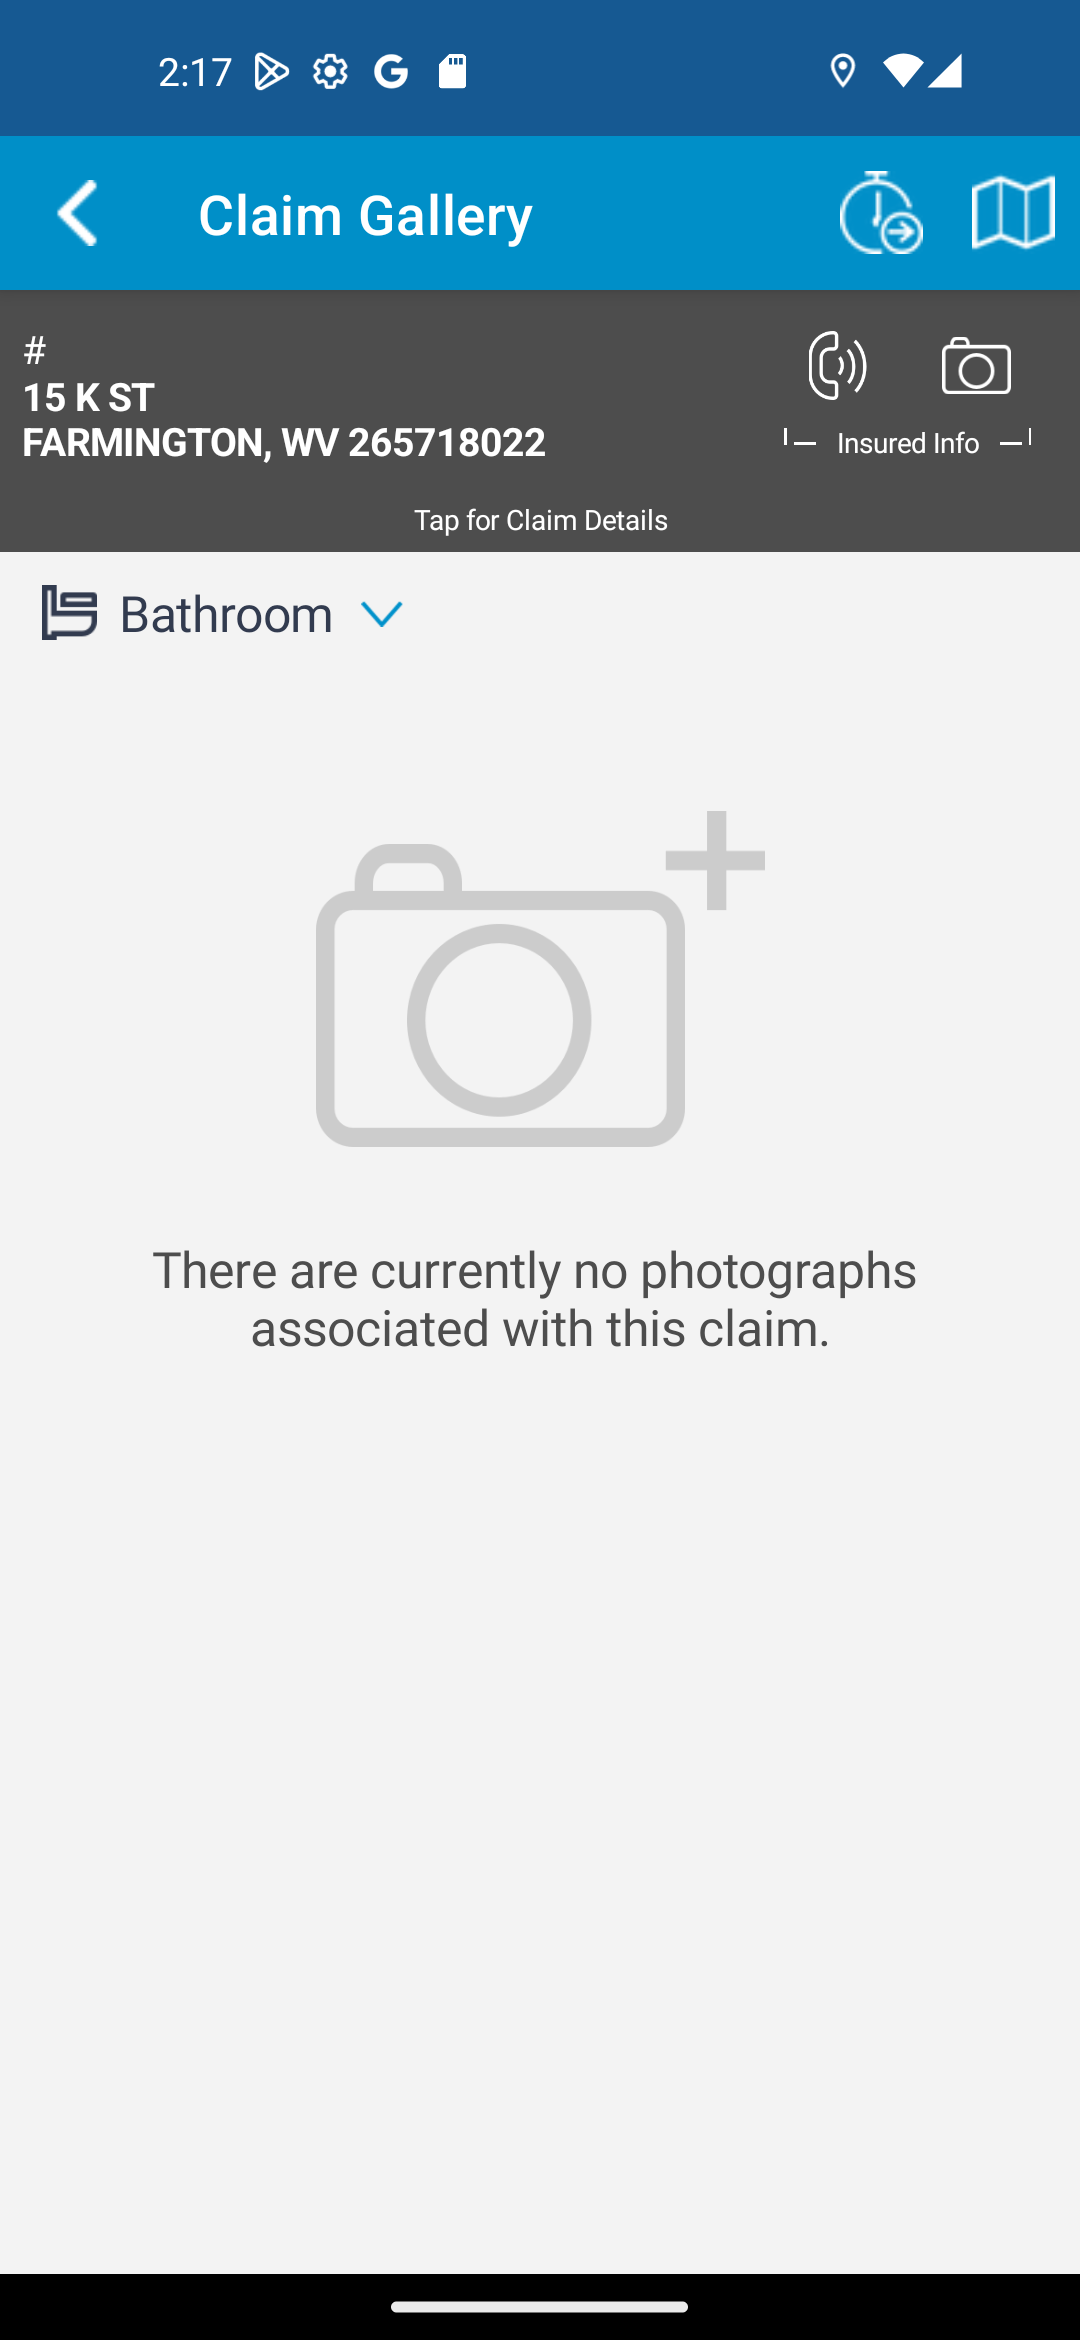 2:17
Claim Gallery
#
15 K ST
FARMINGTON, WV 265718022
Insured Info
Tap for Claim Details
Bathroom
There are currently no photographs
associated with this claim.